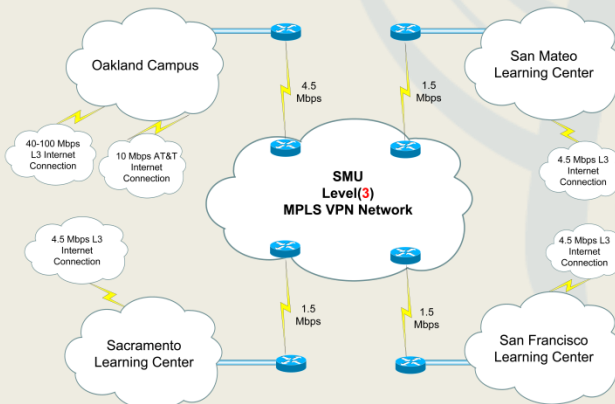 Oakland Campus
4.5
Mbps
1.5
Mbps
San Mateo
Learning Center
40-100 Mbps
L3 Internet
Connection
10 Mbps AT&T
Internet
Connection
4.5 Mbps L3
Internet
Connection
SMU
Level(3)
MPLS VPN Network
4.5 Mbps L3
Internet
Connection
4.5 Mbps L3
Internet
Connection
1.5
Mbps
1.5
Mbps
Sacramento
Learning Center
San Francisco
Learning Center